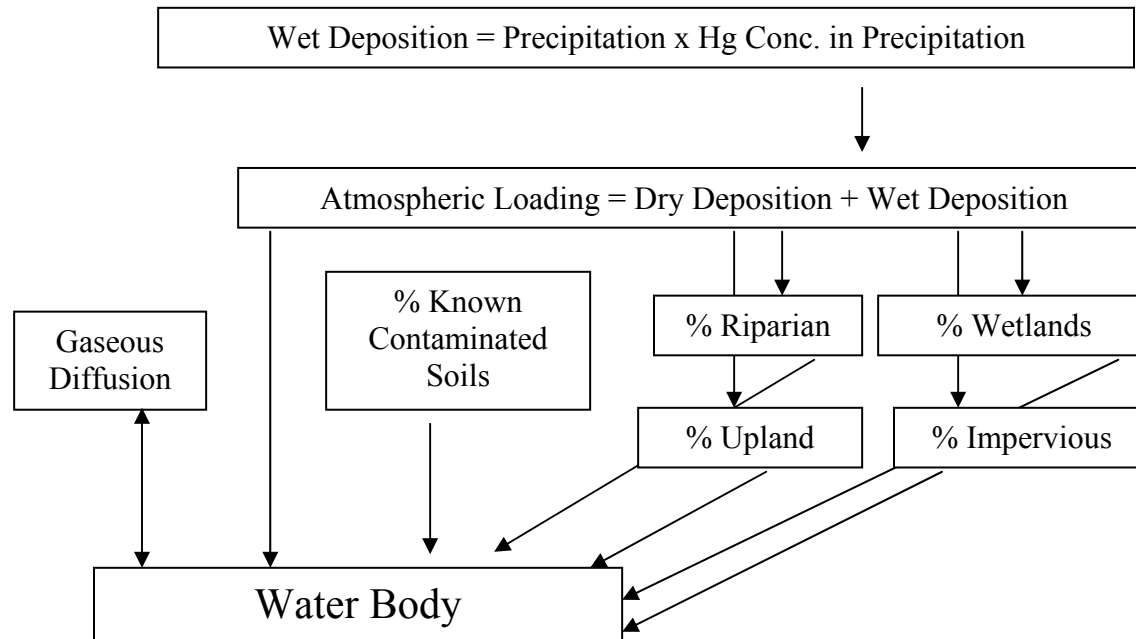 Wet Deposition = Precipitation x Hg Conc. in Precipitation
Atmospheric Loading = Dry Deposition + Wet Deposition
Gaseous
Diffusion
% Known
Contaminated
Soils
% Riparian
% Wetlands
% Upland
% Impervious
Water Body